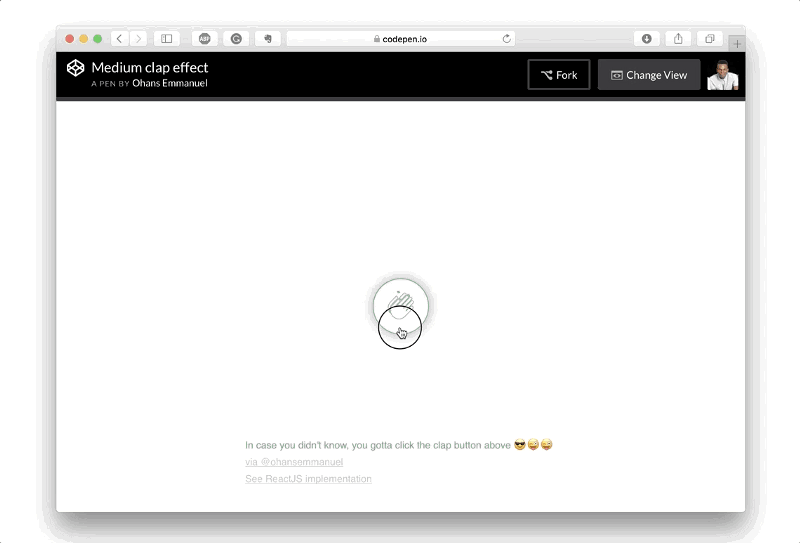 ABP
codepen.io
Medium clap effect
A PEN BY Ohans Emmanuel
Fork
Change View
In case you didn't know, you gotta click the clap button above 😎😜😜
via @ohansemmanuel
See ReactJS implementation